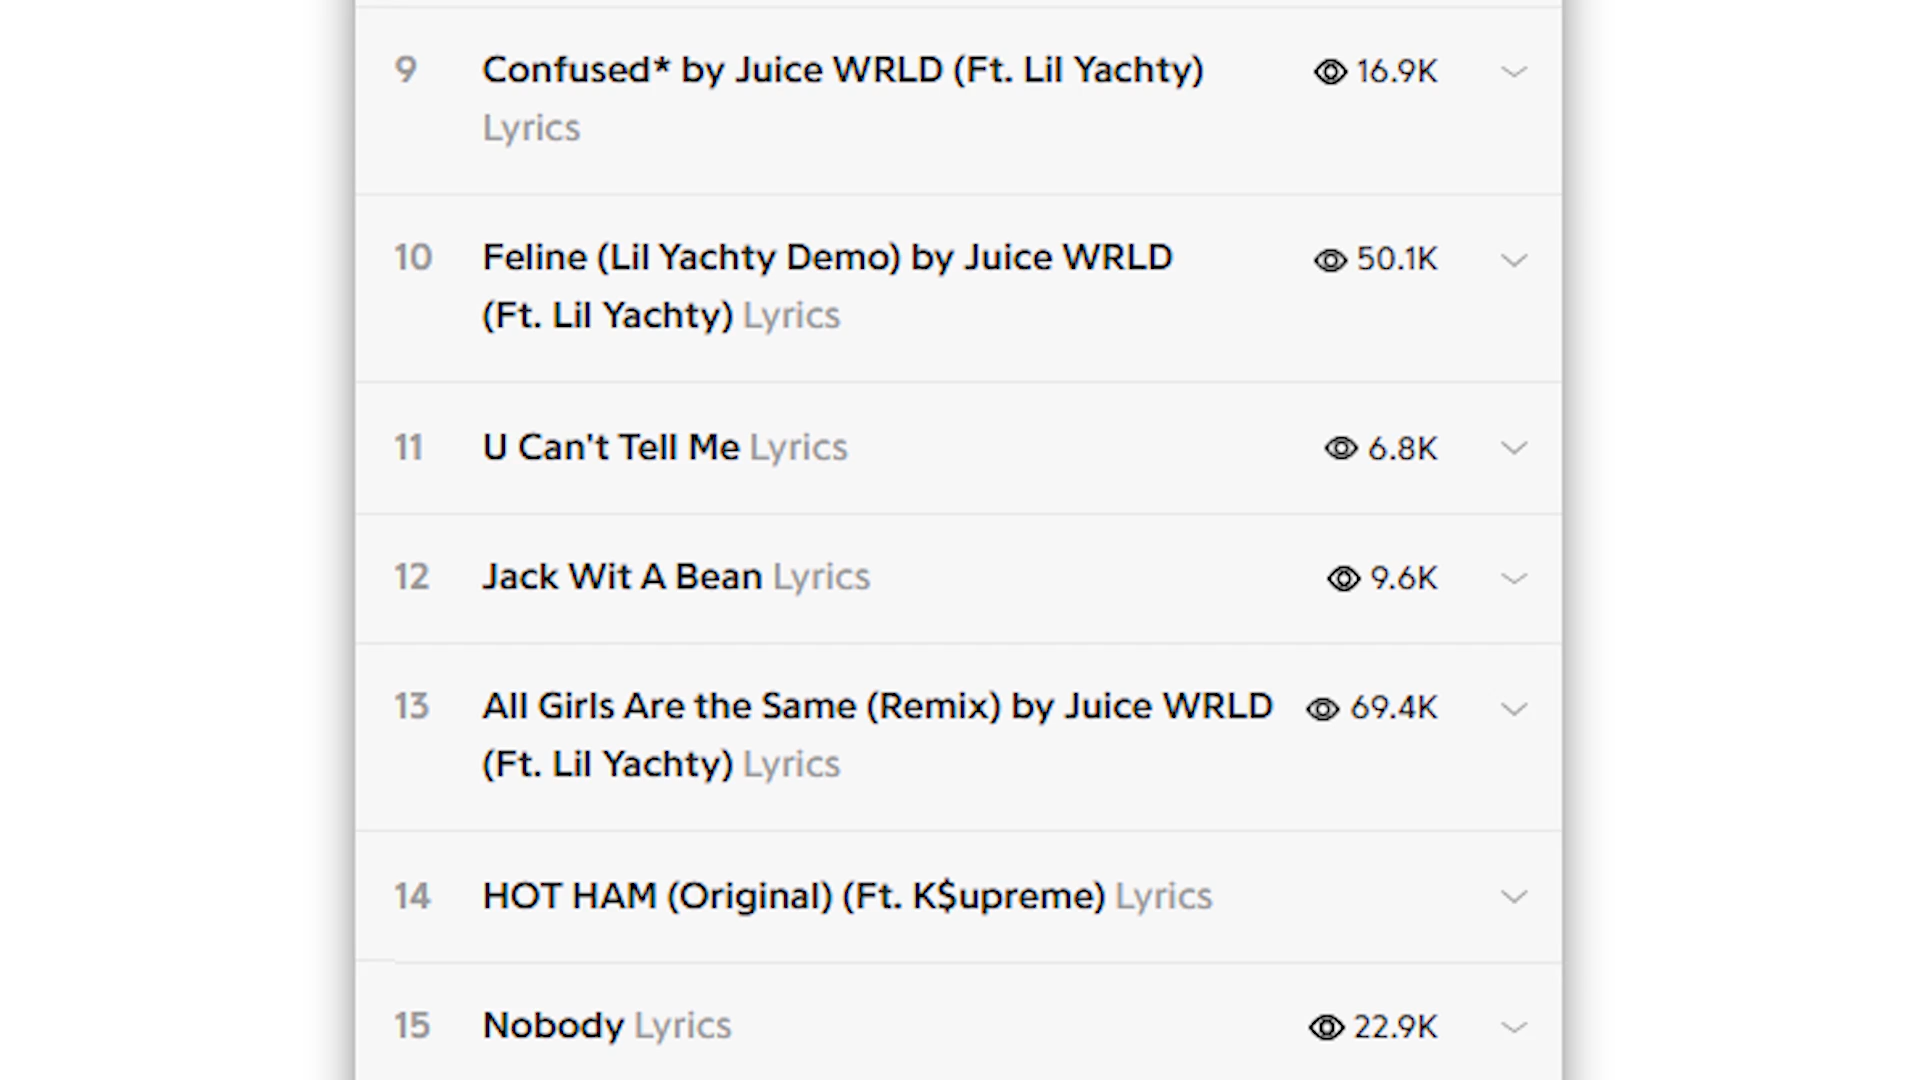 9 Confused* by Juice WRLD (Ft. Lil Yachty) 16.9K
Lyrics
10 Feline (Lil Yachty Demo) by Juice WRLD 50.1K
(Ft. Lil Yachty) Lyrics
11 U Can't Tell Me Lyrics 6.8K
12 Jack Wit A Bean Lyrics 9.6K
13 All Girls Are the Same (Remix) by Juice WRLD 69.4K
(Ft. Lil Yachty) Lyrics
14 HOT HAM (Original) (Ft. K$upreme) Lyrics
15 Nobody Lyrics 22.9K